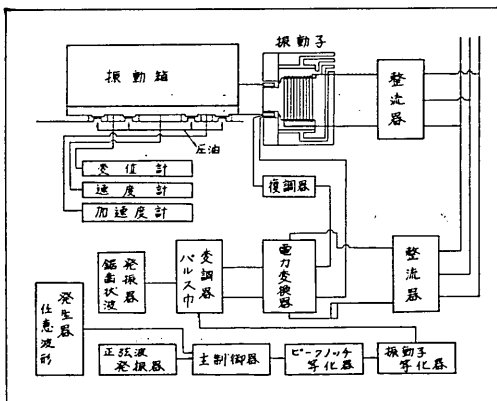 振動子
振動箱
整流器
圧油
変位計
速度計
加速度計
復調器
鋸歯状波
発振器
パルス巾
変調器
電力変換器
整流器
任意波形
発生器
正弦波
発振器
主制御器
ピークノッチ
等化器
振動子
等化器